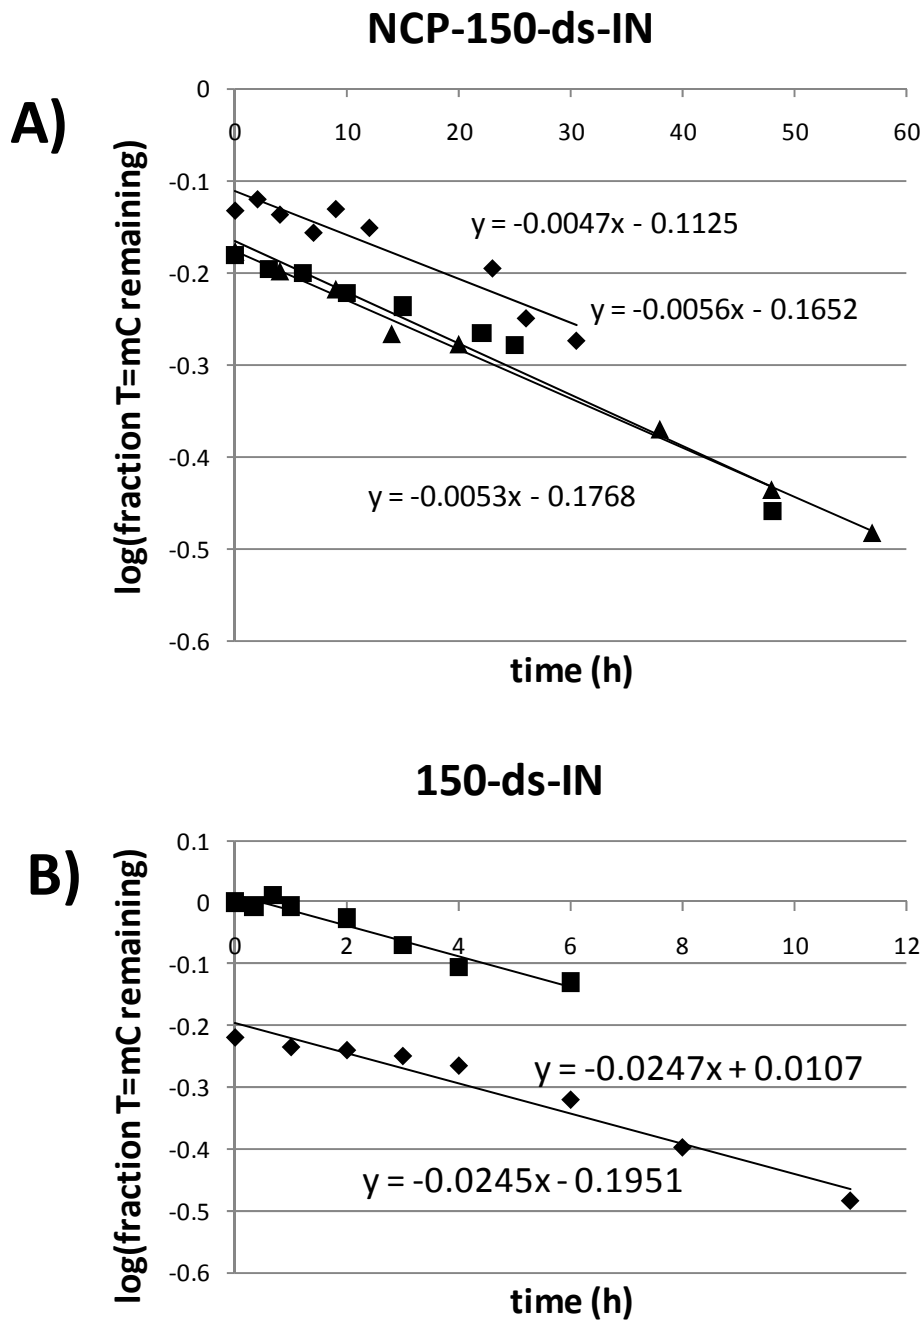 NCP-150-ds-IN
A)
log(fraction T=mC remaining)
0
-0.1
-0.2
-0.3
-0.4
-0.5
-0.6
0 10 20 30 40 50 60
y = -0.0047x - 0.1125
y = -0.0056x - 0.1652
y = -0.0053x - 0.1768
time (h)
150-ds-IN
B)
log(fraction T=mC remaining)
0.1
0
-0.1
-0.2
-0.3
-0.4
-0.5
-0.6
0 2 4 6 8 10 12
y = -0.0247x + 0.0107
y = -0.0245x - 0.1951
time (h)